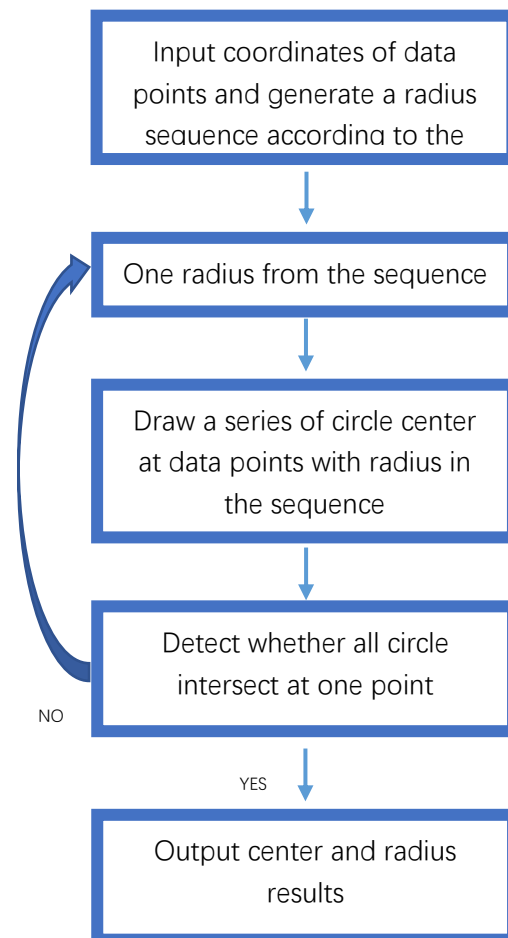 Input coordinates of data
points and generate a radius
sequence according to the
One radius from the sequence
Draw a series of circle center
at data points with radius in
the sequence
Detect whether all circle
intersect at one point
NO
YES
Output center and radius
results